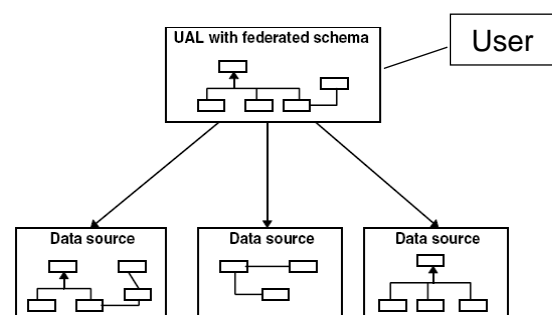 UAL with federated schema
User
Data source
Data source
Data source